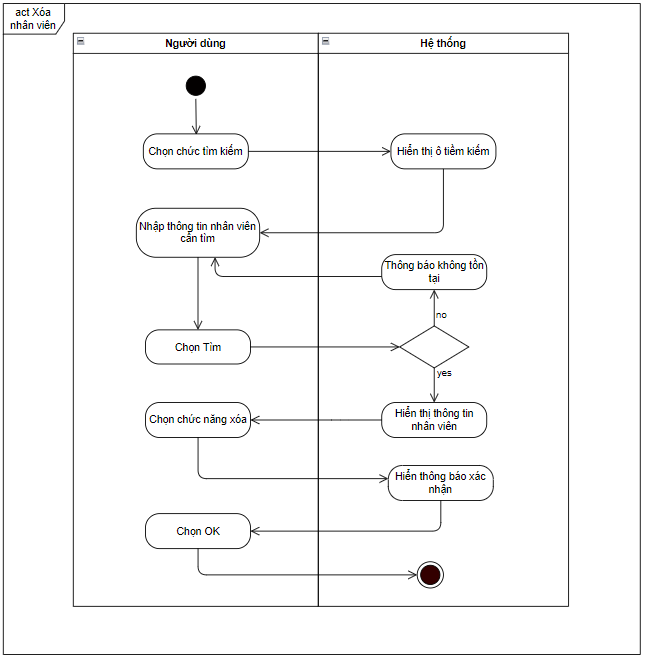 act Xóa
nhân viên
Người dùng
Hệ thống
Chọn chức tìm kiếm
Hiển thị ô tiềm kiếm
Nhập thông tin nhân viên
cần tìm
Thông báo không tồn
tại
no
Chọn Tìm
yes
Chọn chức năng xóa
Hiển thị thông tin
nhân viên
Hiển thông báo xác
nhận
Chọn OK